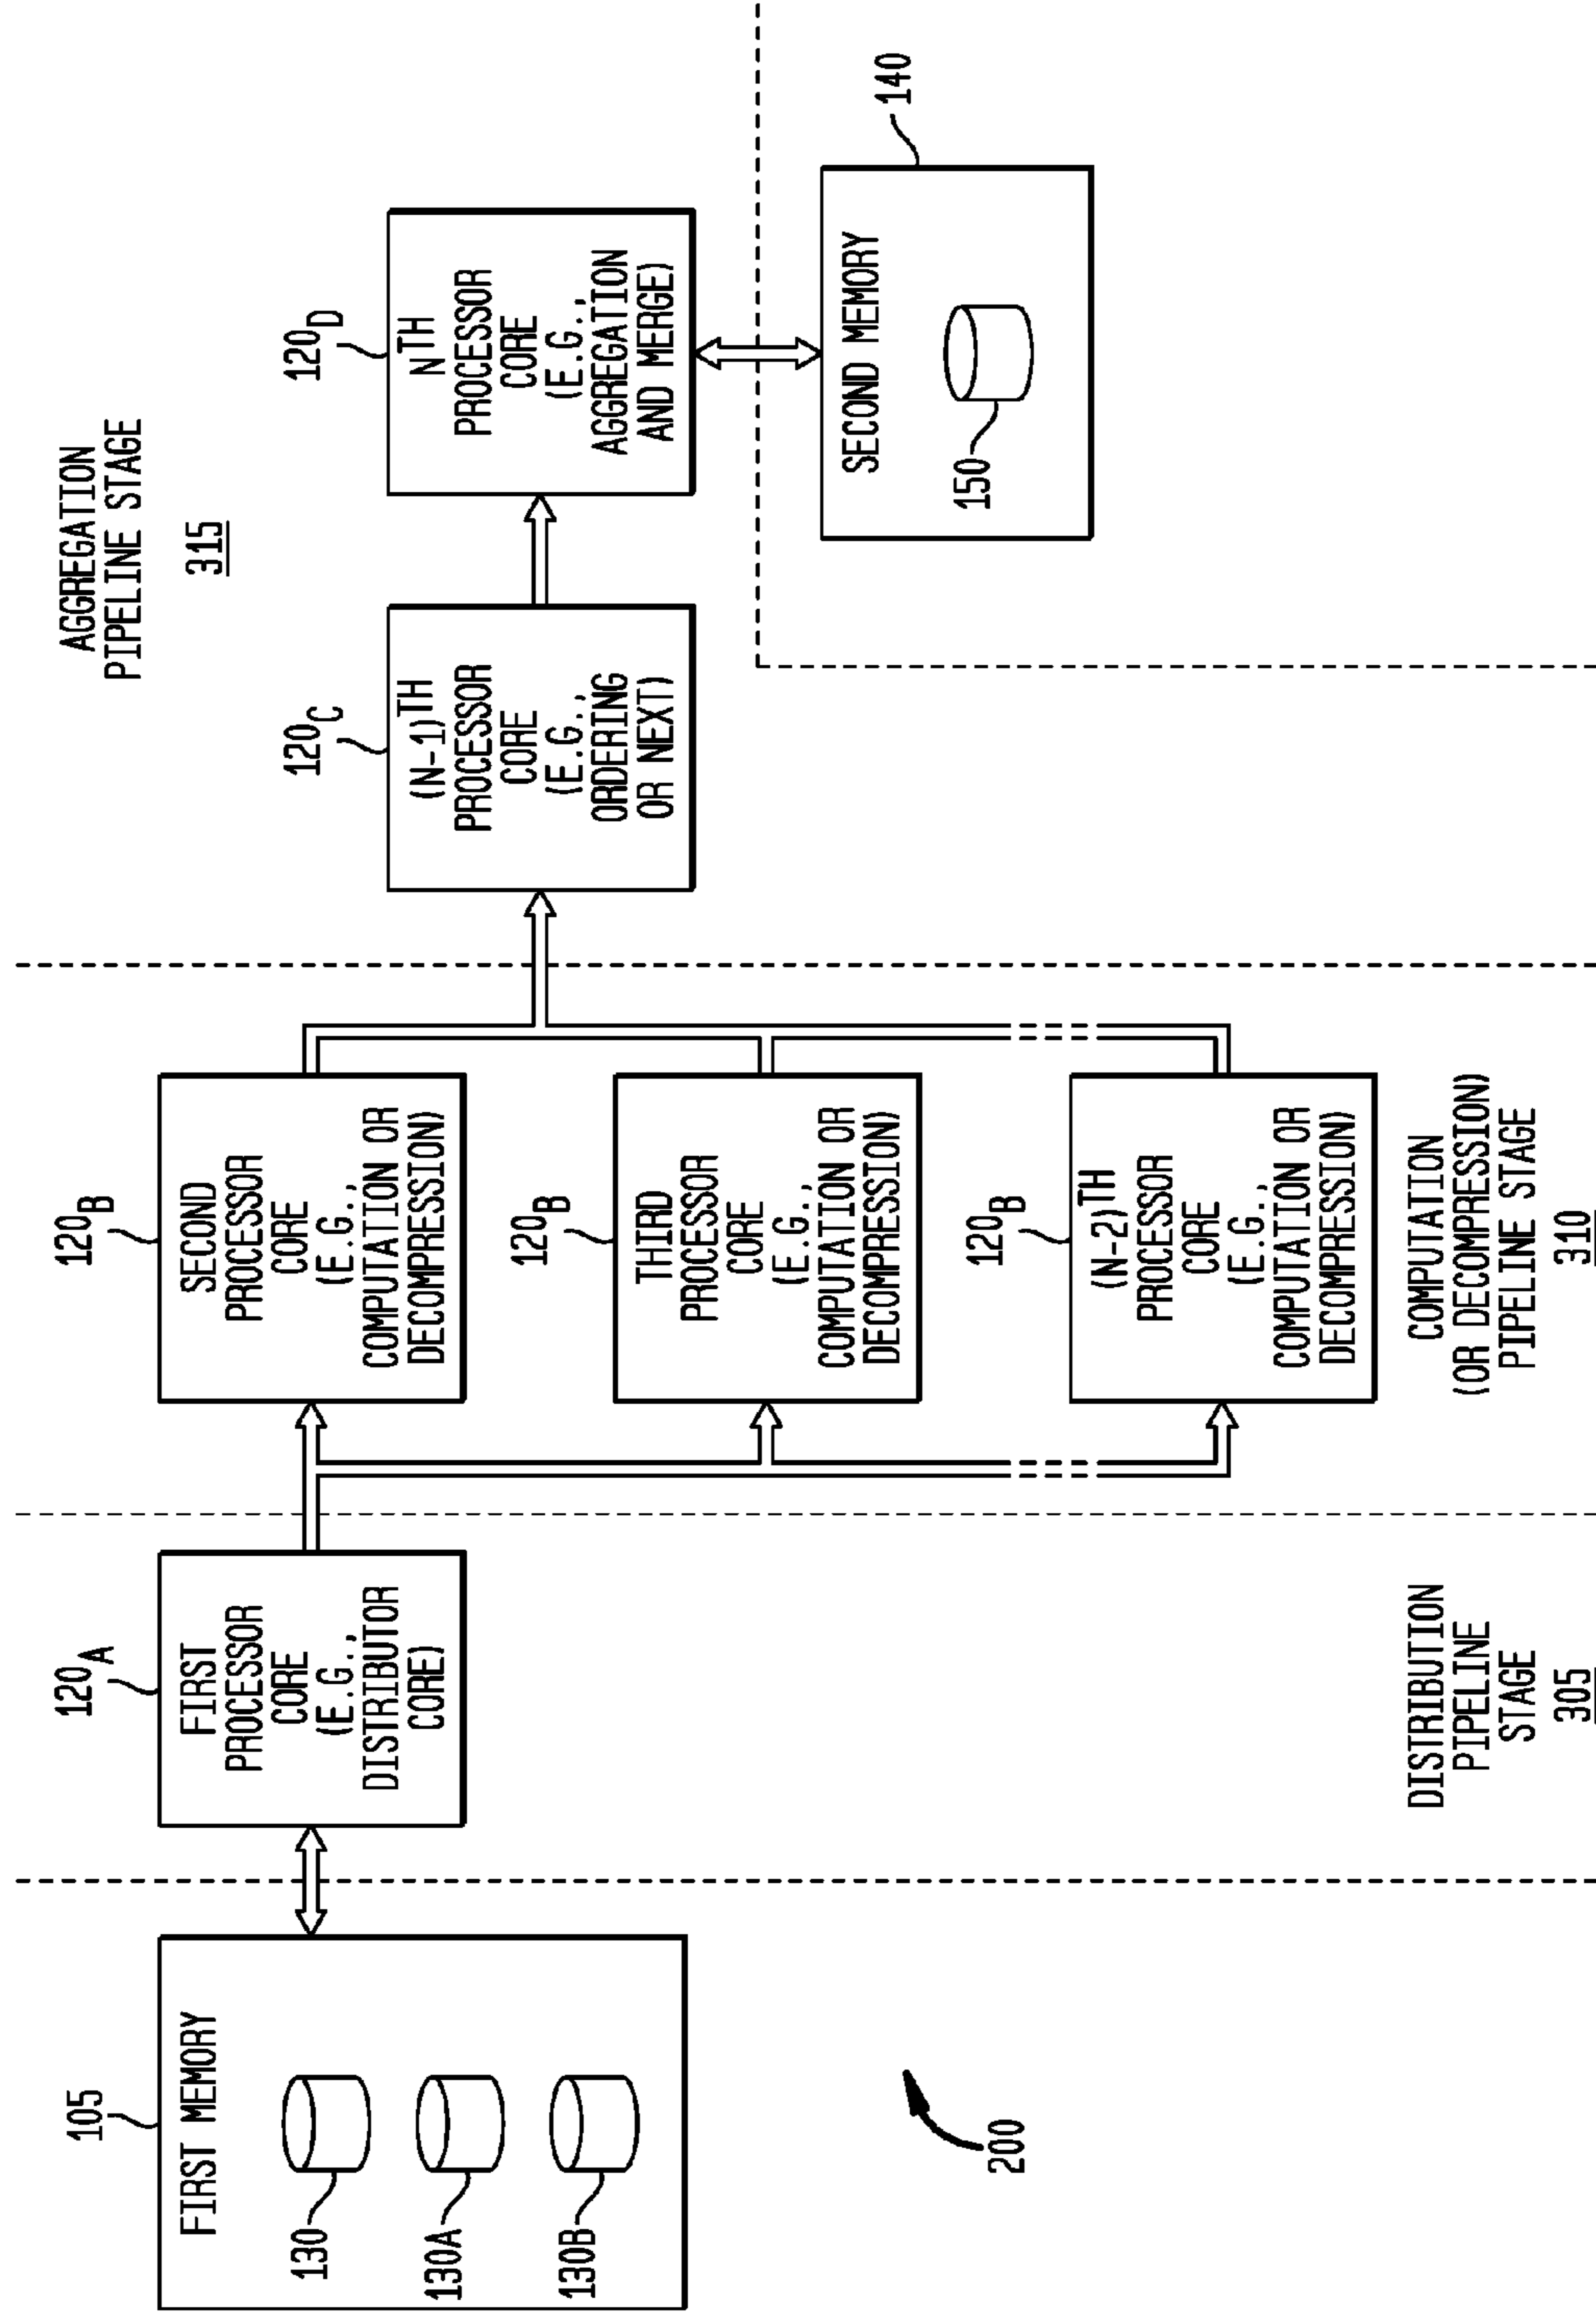 105
FIRST MEMORY
130
130A
130B
200
120A
FIRST
PROCESSOR
CORE
(E.G.,
DISTRIBUTOR
CORE)
DISTRIBUTION
PIPELINE
STAGE
305
120B
SECOND
PROCESSOR
CORE
(E.G.,
COMPUTATION OR
DECOMPRESSION)
120B
THIRD
PROCESSOR
CORE
(E.G.,
COMPUTATION OR
DECOMPRESSION)
120B
(N-2)TH
PROCESSOR
CORE
(E.G.,
COMPUTATION OR
DECOMPRESSION)
COMPUTATION
(OR DECOMPRESSION)
PIPELINE STAGE
310
AGGREGATION
PIPELINE STAGE
315
120C
(N-1)TH
PROCESSOR
CORE
(E.G.,
ORDERING
OR NEXT)
120D
NTH
PROCESSOR
CORE
(E.G.,
AGGREGATION
AND MERGE)
140
SECOND MEMORY
150